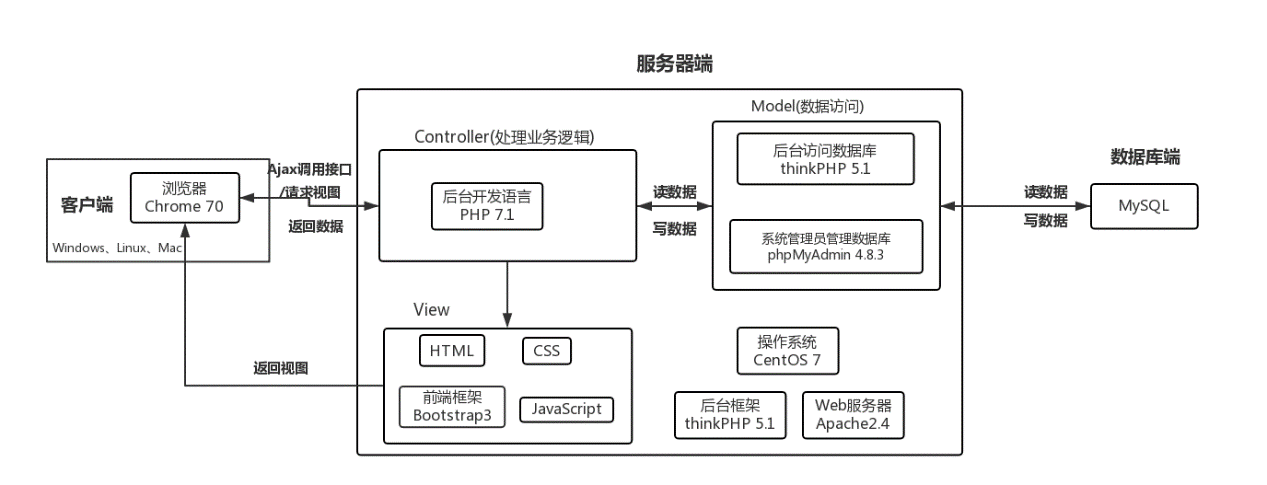 服务器端
Model(数据访问)
Controller(处理业务逻辑)
后台访问数据库
thinkPHP 5.1
数据库端
Ajax调用接口
/请求视图
返回数据
浏览器
Chrome 70
客户端
Windows、Linux、Mac
后台开发语言
PHP 7.1
读数据
写数据
系统管理员管理数据库
phpMyAdmin 4.8.3
读数据
写数据
MySQL
View
HTML
CSS
前端框架
Bootstrap3
JavaScript
返回视图
操作系统
CentOS 7
后台框架
thinkPHP 5.1
Web服务器
Apache2.4